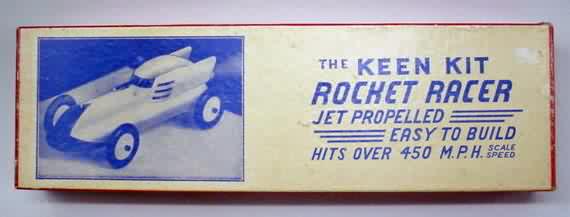 THE KEEN KIT
ROCKET RACER
JET PROPELLED
EASY TO BUILD
HITS OVER 450 M.P.H. SCALE SPEED